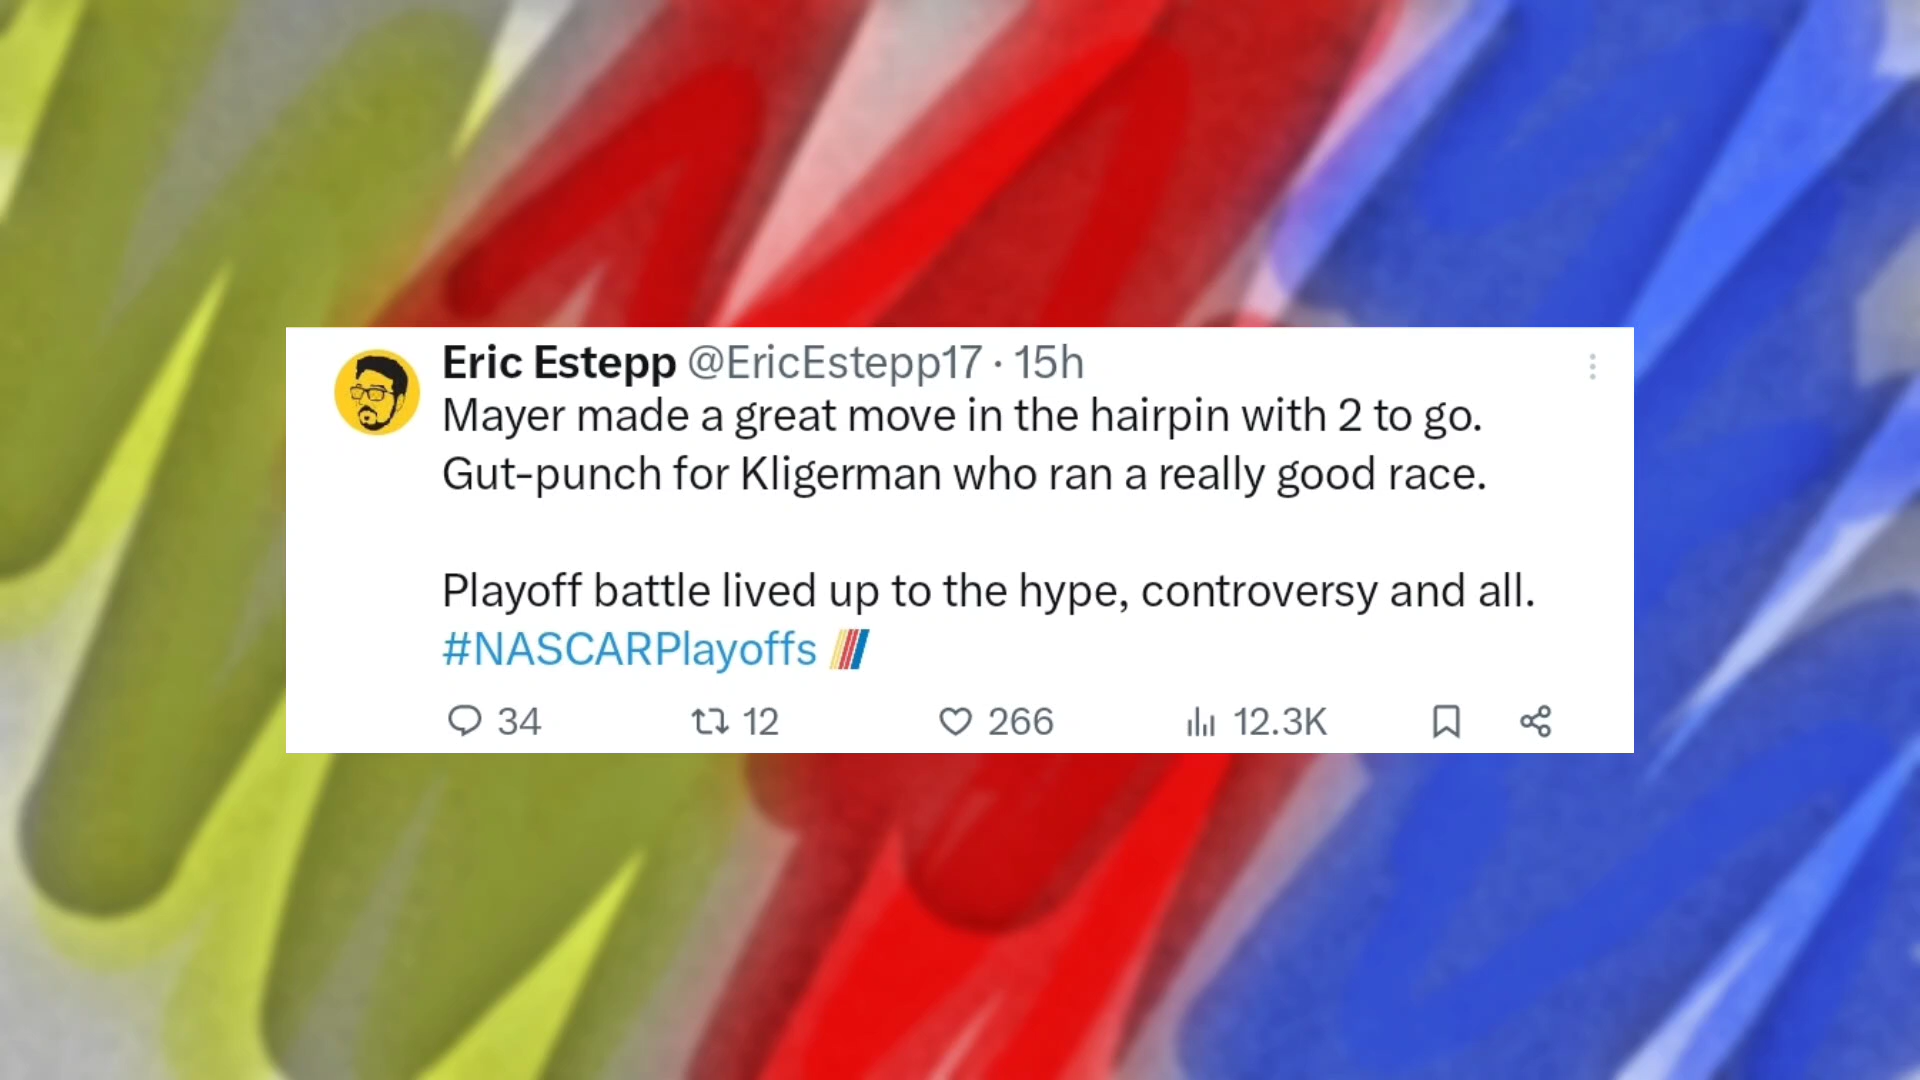 Eric Estepp @EricEstepp17 · 15h
Mayer made a great move in the hairpin with 2 to go.
Gut-punch for Kligerman who ran a really good race.
Playoff battle lived up to the hype, controversy and all.
#NASCARPlayoffs
34 12 266 12.3K